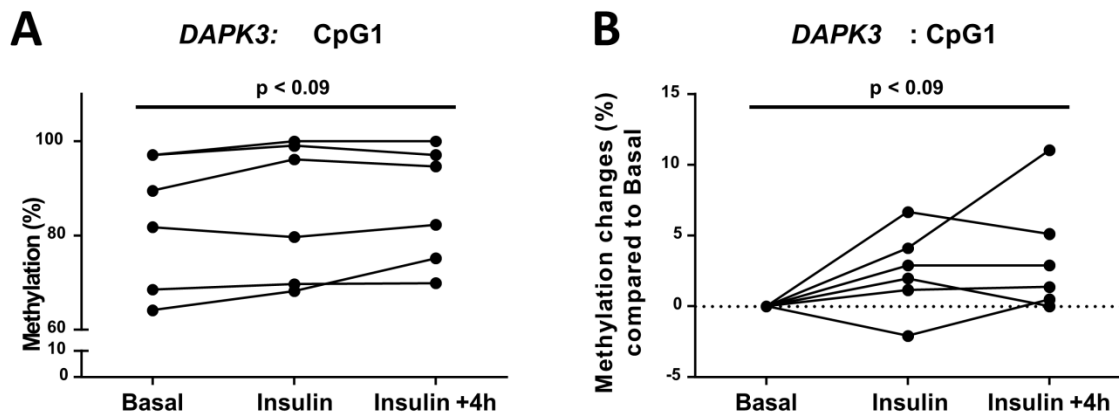 A
DAPK3: CpG1
p < 0.09
Methylation (%)
100
80
60
10
0
Basal Insulin Insulin +4h
B
DAPK3 : CpG1
p < 0.09
Methylation changes (%)
compared to Basal
15
10
5
0
-5
Basal Insulin Insulin +4h